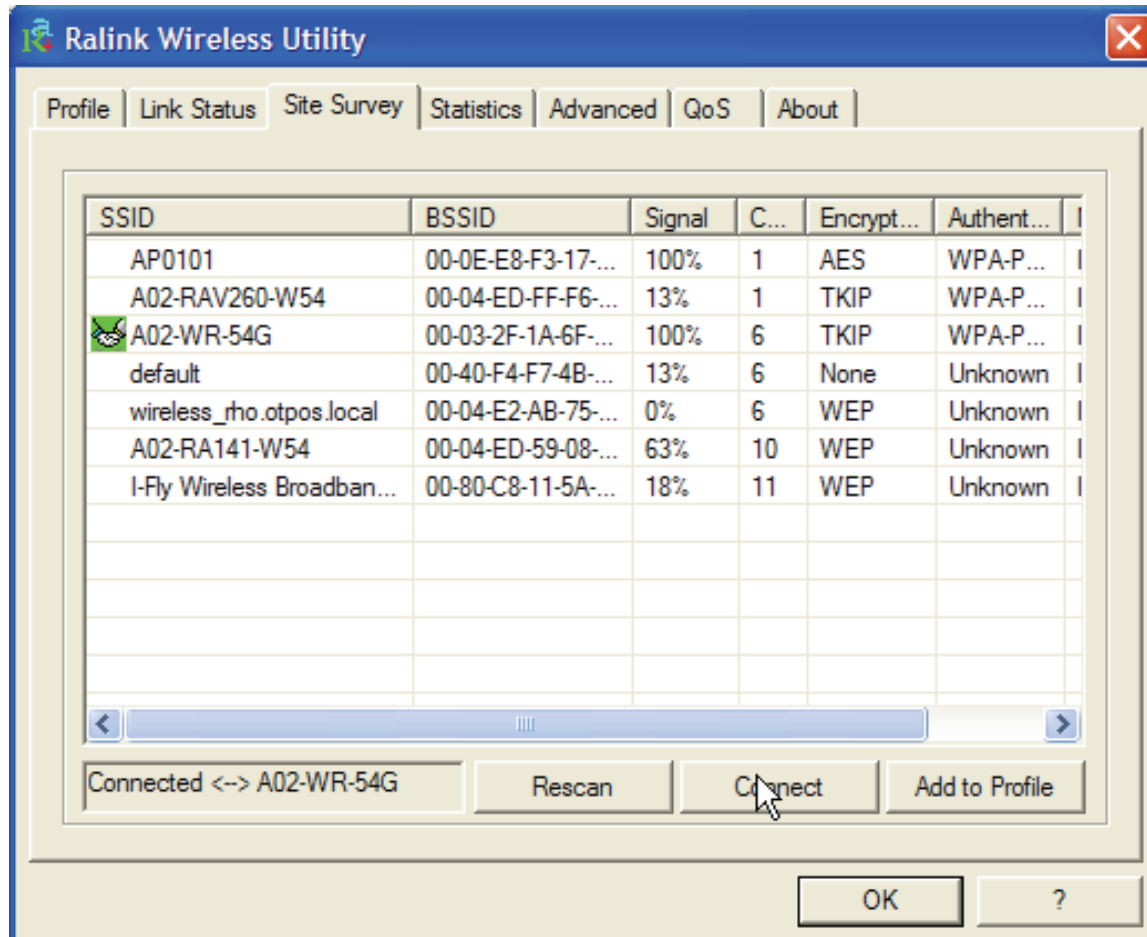 Ralink Wireless Utility
Profile Link Status Site Survey Statistics Advanced QoS About
SSID BSSID Signal C... Encrypt... Authent...
AP0101 00-0E-E8-F3-17-... 100% 1 AES WPA-P...
A02-RAV260-W54 00-04-ED-FF-F6-... 13% 1 TKIP WPA-P...
A02-WR-54G 00-03-2F-1A-6F-... 100% 6 TKIP WPA-P...
default 00-40-F4-F7-4B-... 13% 6 None Unknown
wireless_rho.otpos.local 00-04-E2-AB-75-... 0% 6 WEP Unknown
A02-RA141-W54 00-04-ED-59-08-... 63% 10 WEP Unknown
I-Fly Wireless Broadban... 00-80-C8-11-5A-... 18% 11 WEP Unknown
Connected <--> A02-WR-54G Rescan Connect Add to Profile
OK ?